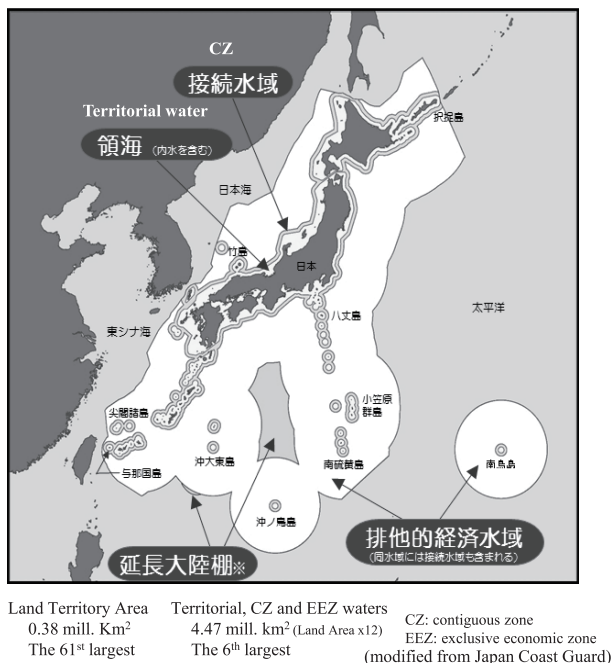 CZ
接続水域
Territorial water
領海 (内水を含む)
択捉島
日本海
竹島
日本
太平洋
八丈島
東シナ海
小笠原
群島
尖閣諸島
沖大東島
南硫黄島
南鳥島
与那国島
沖ノ鳥島
排他的経済水域
(同水域には接続水域も含まれる)
延長大陸棚※
Land Territory Area
0.38 mill. Km²
The 61st largest
Territorial, CZ and EEZ waters
4.47 mill. km² (Land Area x12)
The 6th largest
CZ: contiguous zone
EEZ: exclusive economic zone
(modified from Japan Coast Guard)